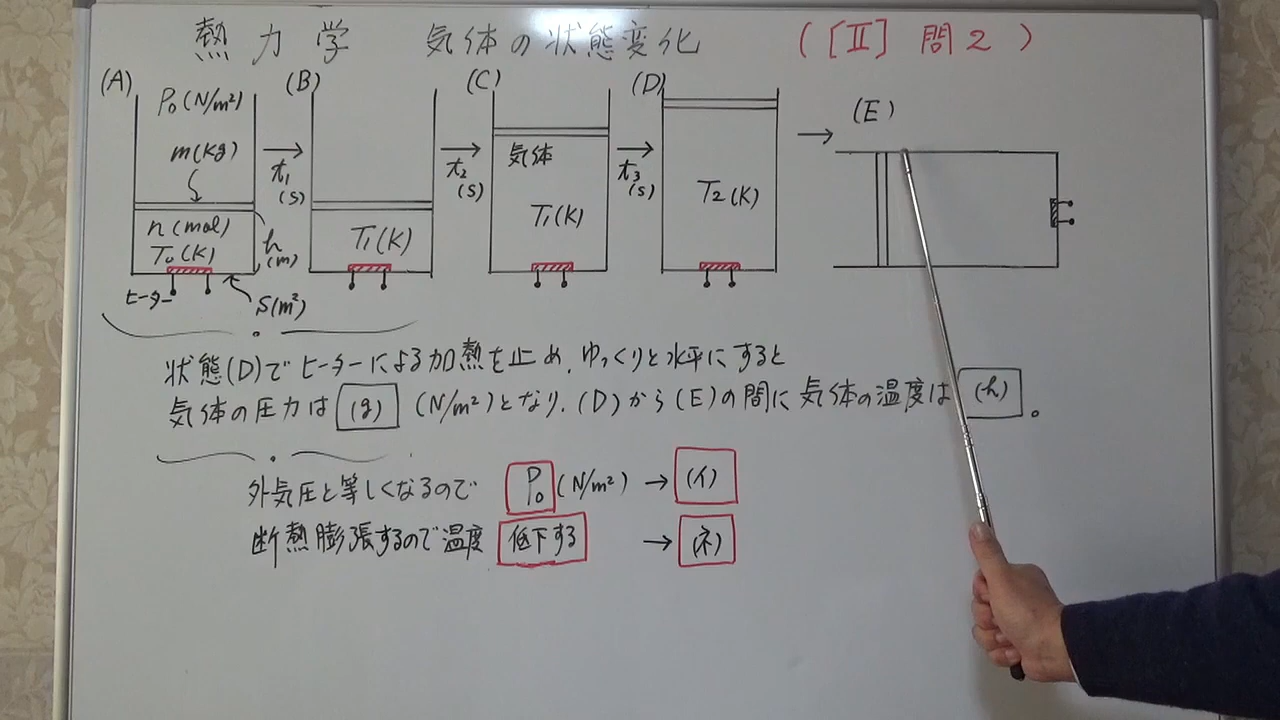 熱力学 気体の状態変化 ([II] 問2)
(A)
P₀(N/m²)
m(kg)
n(mol)
T₀(K)
h
(m)
ヒーター
S(m²)
t₁
(s)
(B)
T₁(K)
t₂
(s)
(C)
気体
T₁(K)
t₃
(s)
(D)
T₂(K)
(E)
状態(D)でヒーターによる加熱を止め、ゆっくりと水平にすると
気体の圧力は (g) (N/m²)となり、(D)から(E)の間に気体の温度は (h) 。
外気圧と等しくなるので P₀ (N/m²) → (イ)
断熱膨張するので温度 低下する → (ネ)